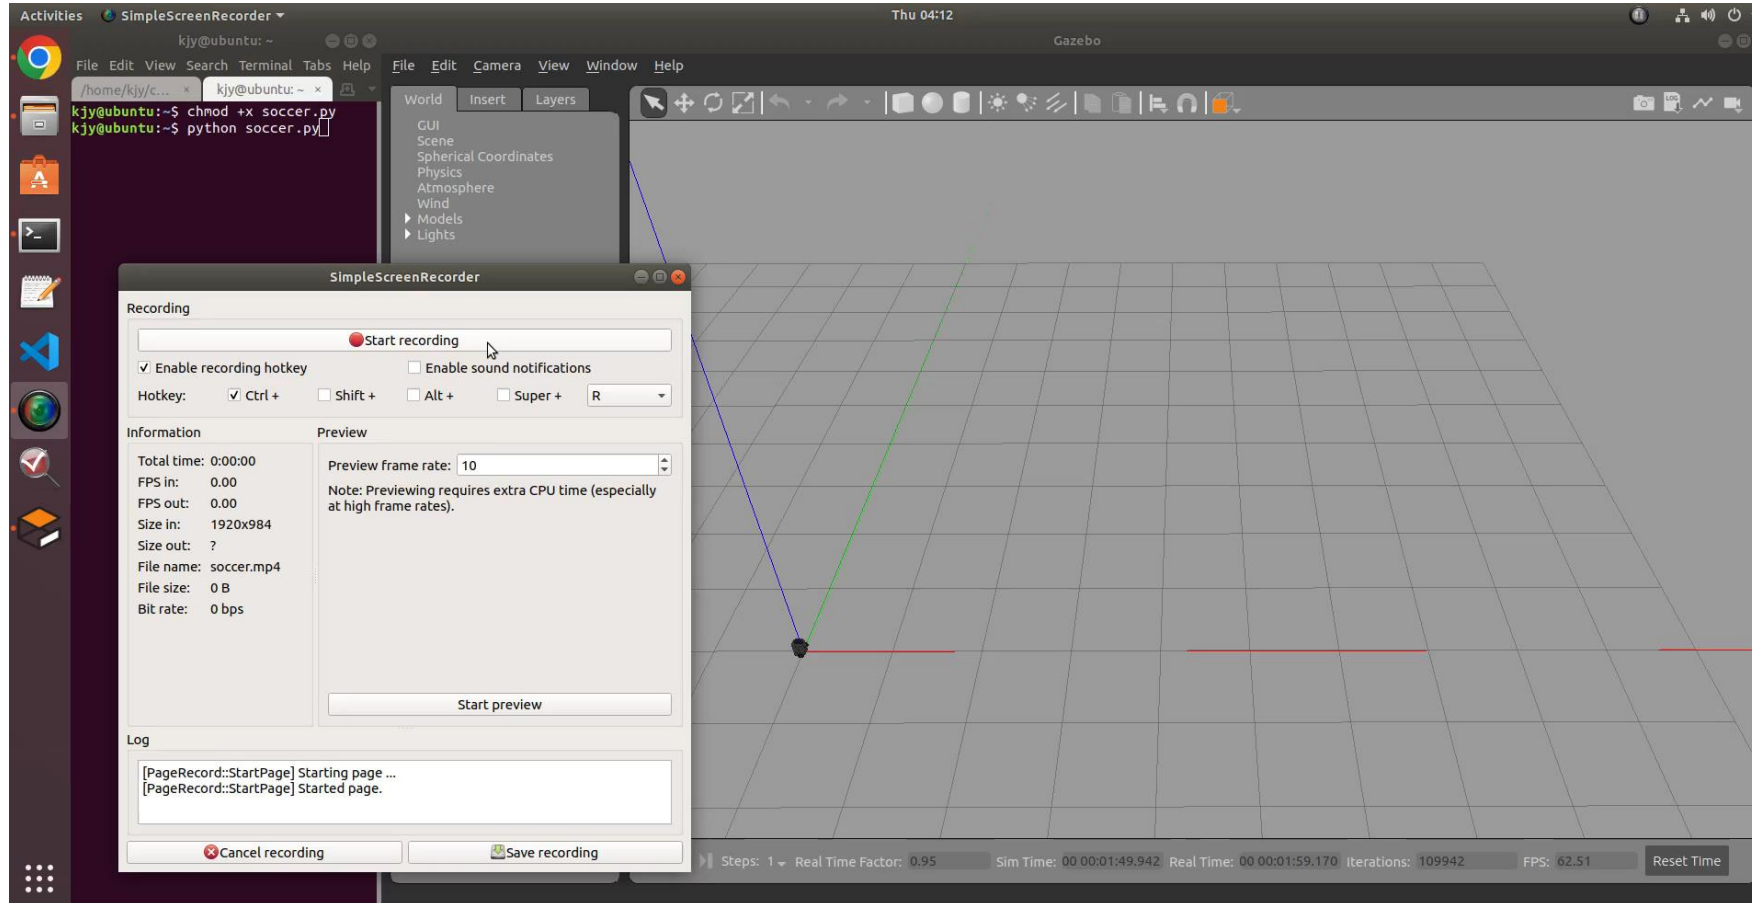 Activities SimpleScreenRecorder Thu 04:12
kjy@ubuntu: ~
Gazebo
File Edit View Search Terminal Tabs Help
/home/kjy/c... × kjy@ubuntu: ~ ×
kjy@ubuntu:~$ chmod +x soccer.py
kjy@ubuntu:~$ python soccer.py
File Edit Camera View Window Help
World Insert Layers
LOG
GUI
Scene
Spherical Coordinates
Physics
Atmosphere
Wind
Models
Lights
SimpleScreenRecorder
Recording
Start recording
Enable recording hotkey Enable sound notifications
Hotkey: Ctrl + Shift + Alt + Super + R
Information
Total time: 0:00:00
FPS in: 0.00
FPS out: 0.00
Size in: 1920x984
Size out: ?
File name: soccer.mp4
File size: 0 B
Bit rate: 0 bps
Preview
Preview frame rate: 10
Note: Previewing requires extra CPU time (especially
at high frame rates).
Start preview
Log
[PageRecord::StartPage] Starting page ...
[PageRecord::StartPage] Started page.
Cancel recording Save recording
Steps: 1 Real Time Factor: 0.95 Sim Time: 00 00:01:49.942 Real Time: 00 00:01:59.170 Iterations: 109942 FPS: 62.51 Reset Time